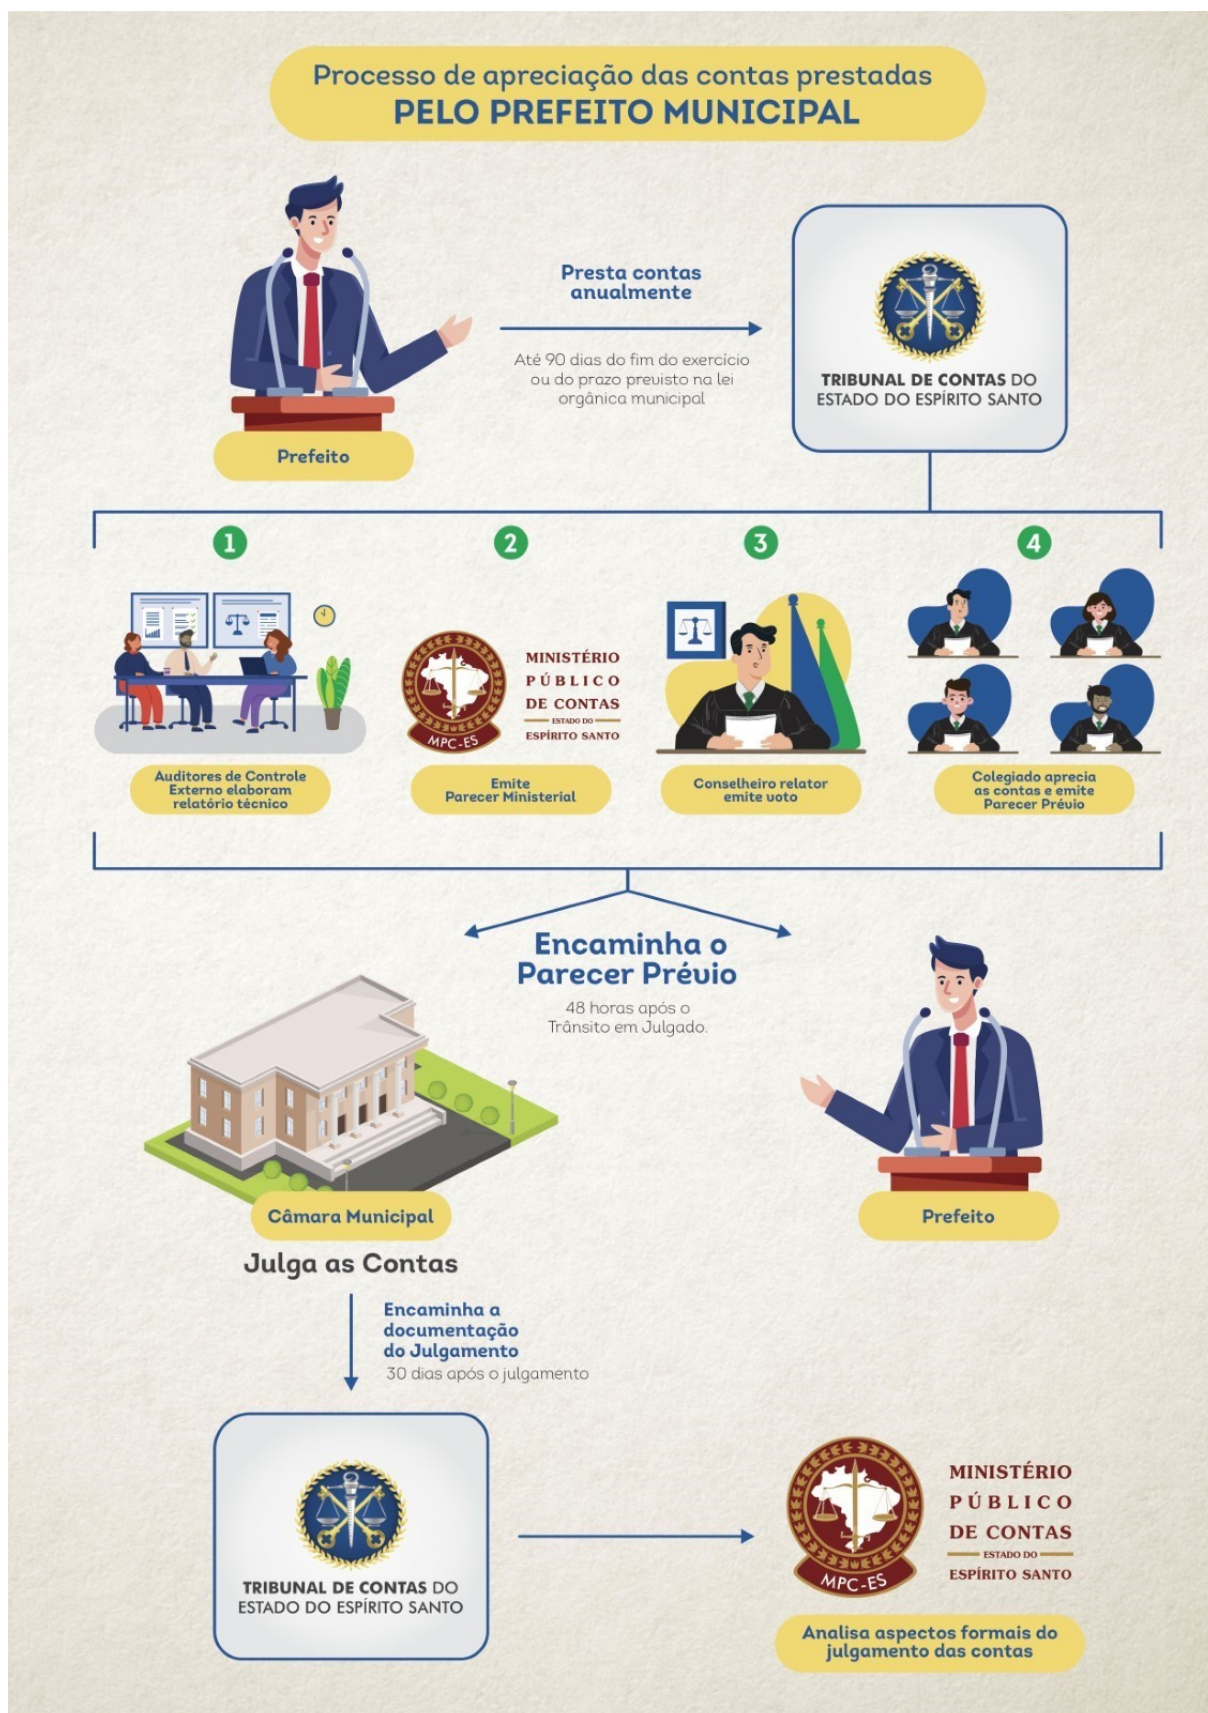 Processo de apreciação das contas prestadas
PELO PREFEITO MUNICIPAL
Presta contas
anualmente
Até 90 dias do fim do exercício
ou do prazo previsto na lei
orgânica municipal
TRIBUNAL DE CONTAS DO
ESTADO DO ESPÍRITO SANTO
Prefeito
1
2
3
4
MINISTÉRIO
PÚBLICO
DE CONTAS
ESTADO DO
ESPÍRITO SANTO
MPC-ES
Auditores de Controle
Externo elaboram
relatório técnico
Emite
Parecer Ministerial
Conselheiro relator
emite voto
Colegiado aprecia
as contas e emite
Parecer Prévio
Encaminha o
Parecer Prévio
48 horas após o
Trânsito em Julgado.
Câmara Municipal
Prefeito
Julga as Contas
Encaminha a
documentação
do Julgamento
30 dias após o julgamento
TRIBUNAL DE CONTAS DO
ESTADO DO ESPÍRITO SANTO
MINISTÉRIO
PÚBLICO
DE CONTAS
ESTADO DO
ESPÍRITO SANTO
MPC-ES
Analisa aspectos formais do
julgamento das contas